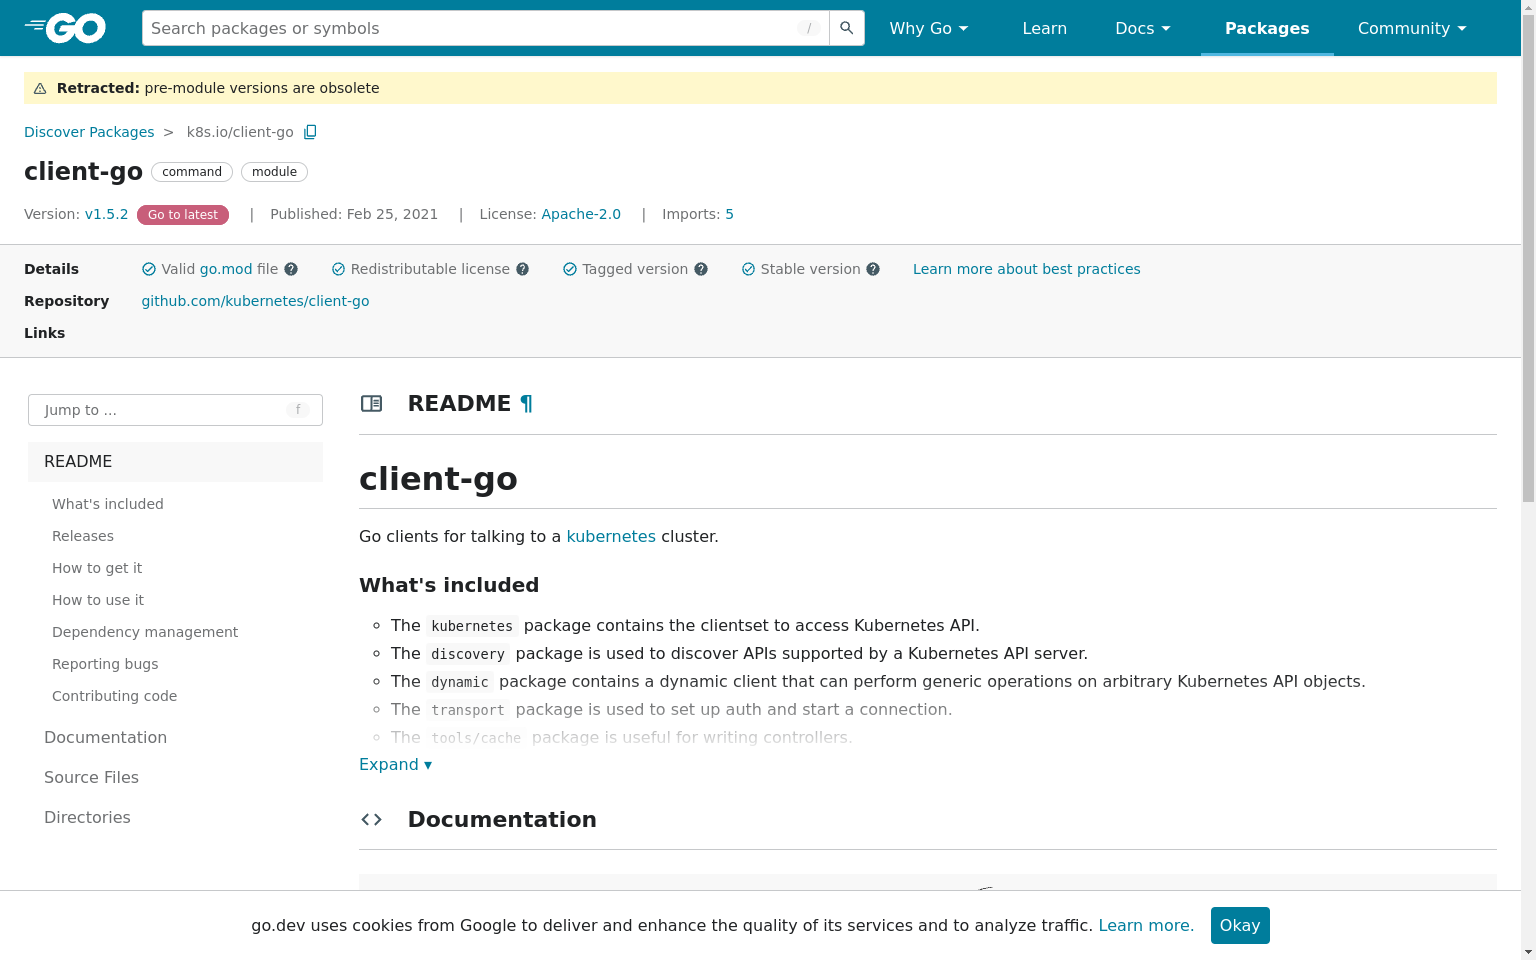 GO
Search packages or symbols
/
Why Go
Learn
Docs
Packages
Community
Retracted: pre-module versions are obsolete
Discover Packages > k8s.io/client-go
client-go command module
Version: v1.5.2 Go to latest | Published: Feb 25, 2021 | License: Apache-2.0 | Imports: 5
Details Valid go.mod file Redistributable license Tagged version Stable version Learn more about best practices
Repository github.com/kubernetes/client-go
Links
Jump to ... f
README
What's included
Releases
How to get it
How to use it
Dependency management
Reporting bugs
Contributing code
Documentation
Source Files
Directories
README ¶
client-go
Go clients for talking to a kubernetes cluster.
What's included
The kubernetes package contains the clientset to access Kubernetes API.
The discovery package is used to discover APIs supported by a Kubernetes API server.
The dynamic package contains a dynamic client that can perform generic operations on arbitrary Kubernetes API objects.
The transport package is used to set up auth and start a connection.
The tools/cache package is useful for writing controllers.
Expand ▾
Documentation
go.dev uses cookies from Google to deliver and enhance the quality of its services and to analyze traffic. Learn more. Okay